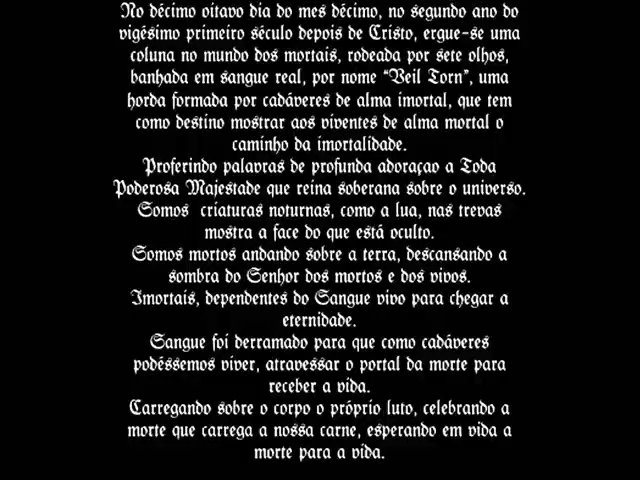 No décimo oitavo dia do mes décimo, no segundo ano do
vigésimo primeiro século depois de Cristo, ergue-se uma
coluna no mundo dos mortais, rodeada por sete olhos,
banhada em sangue real, por nome “Veil Torn”, uma
horda formada por cadáveres de alma imortal, que tem
como destino mostrar aos viventes de alma mortal o
caminho da imortalidade.
Proferindo palavras de profunda adoraçao a Toda
Poderosa Majestade que reina soberana sobre o universo.
Somos criaturas noturnas, como a lua, nas trevas
mostra a face do que está oculto.
Somos mortos andando sobre a terra, descansando a
sombra do Senhor dos mortos e dos vivos.
Imortais, dependentes do Sangue vivo para chegar a
eternidade.
Sangue foi derramado para que como cadáveres
podéssemos viver, atravessar o portal da morte para
receber a vida.
Carregando sobre o corpo o próprio luto, celebrando a
morte que carrega a nossa carne, esperando em vida a
morte para a vida.